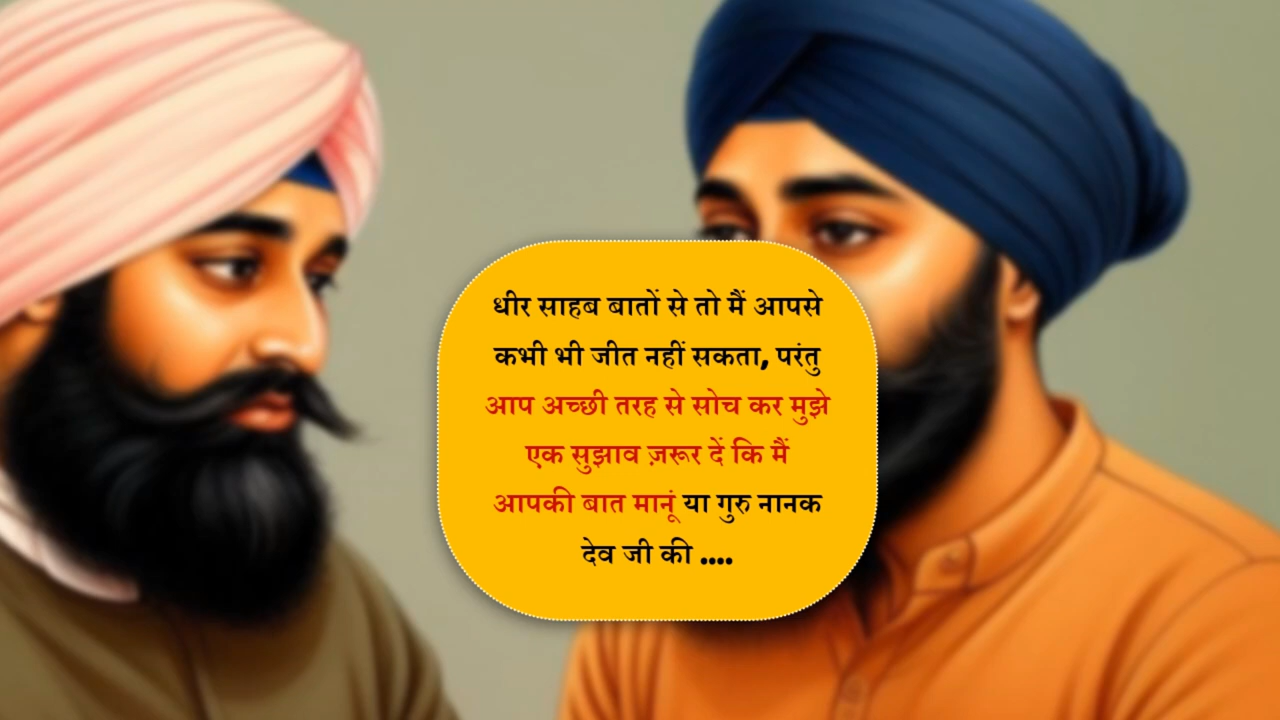 धीर साहब बातों से तो मैं आपसे
कभी भी जीत नहीं सकता, परंतु
आप अच्छी तरह से सोच कर मुझे
एक सुझाव ज़रूर दें कि मैं
आपकी बात मानूं या गुरु नानक
देव जी की ....